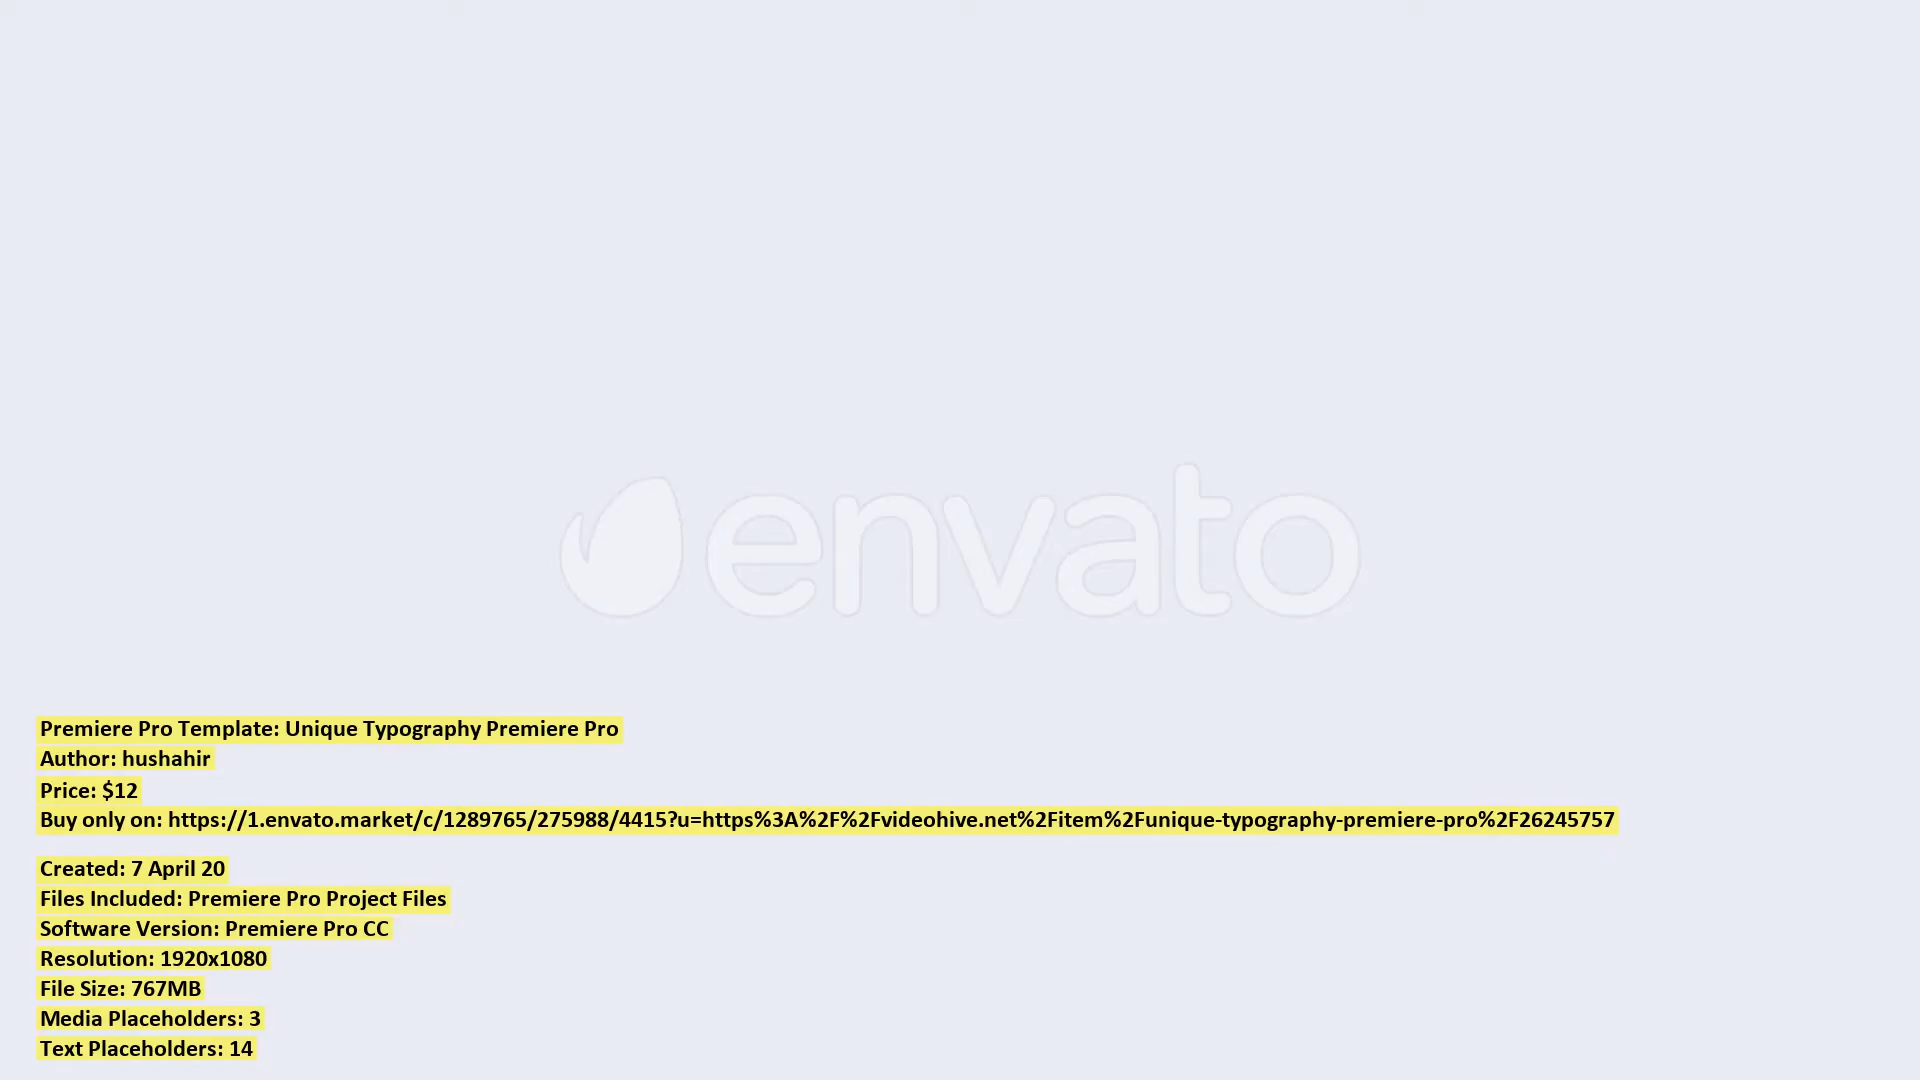 envato
Premiere Pro Template: Unique Typography Premiere Pro
Author: hushahir
Price: $12
Buy only on: https://1.envato.market/c/1289765/275988/4415?u=https%3A%2F%2Fvideohive.net%2Fitem%2Funique-typography-premiere-pro%2F26245757
Created: 7 April 20
Files Included: Premiere Pro Project Files
Software Version: Premiere Pro CC
Resolution: 1920x1080
File Size: 767MB
Media Placeholders: 3
Text Placeholders: 14